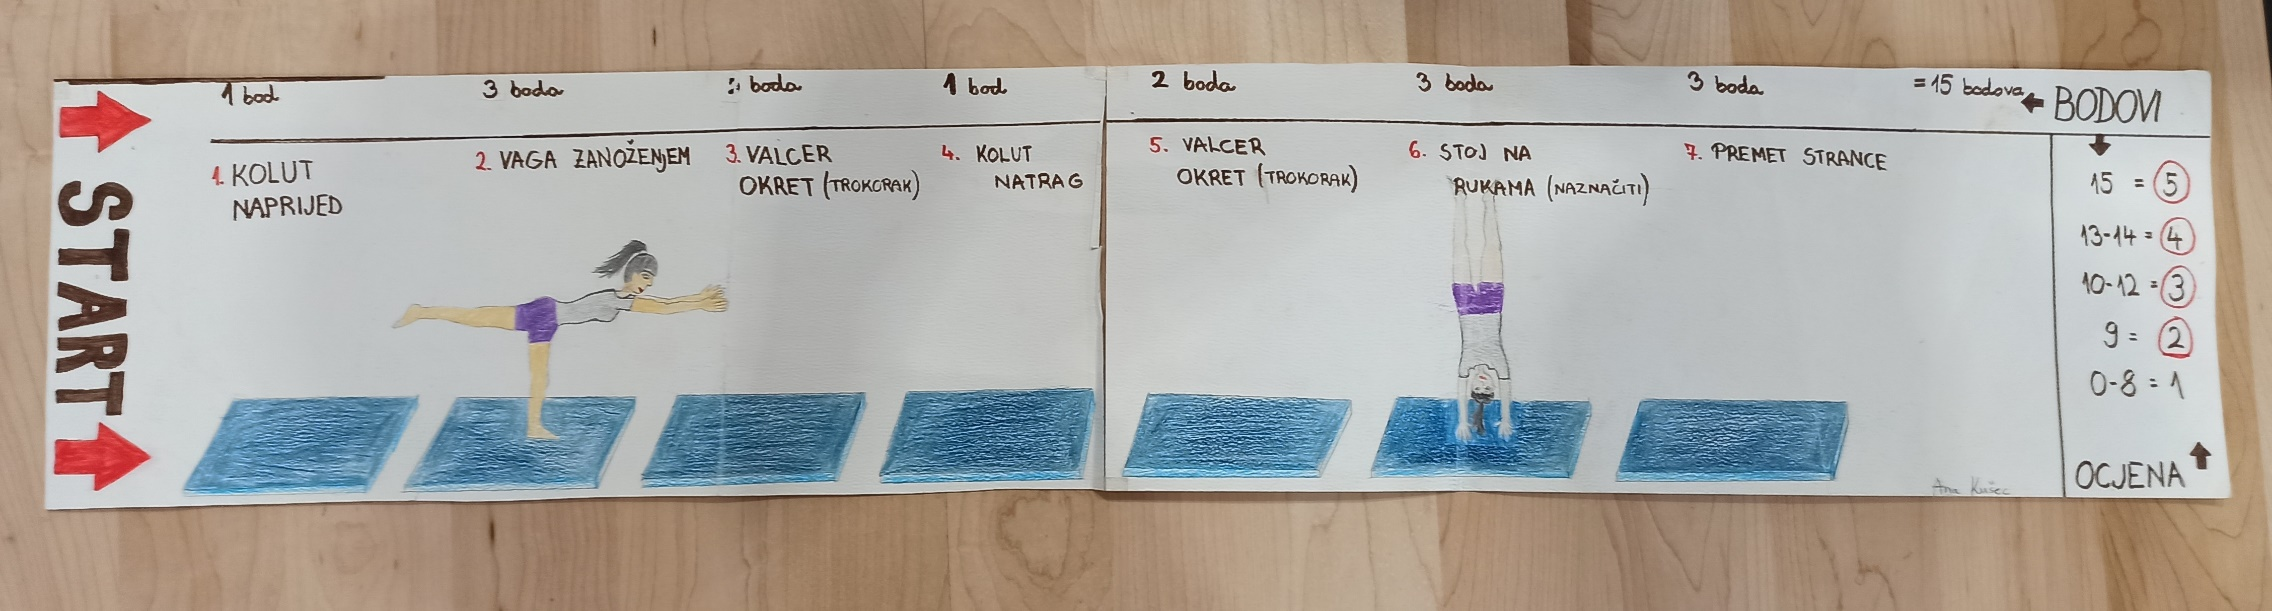 1 bod
3 boda
boda
1 bod
2 boda
3 boda
3 boda
= 15 bodova
BODOVI
START
1. KOLUT
NAPRIJED
2. VAGA ZANOŽENjEM
3. VALCER
OKRET (TROKORAK)
4. KOLUT
NATRAG
5. VALCER
OKRET (TROKORAK)
6. STOJ NA
RUKAMA (NAZNAČITI)
7. PREMET STRANCE
15 = 5
13-14 = 4
10-12 = 3
9 = 2
0-8 = 1
OCJENA
Ana Kušec